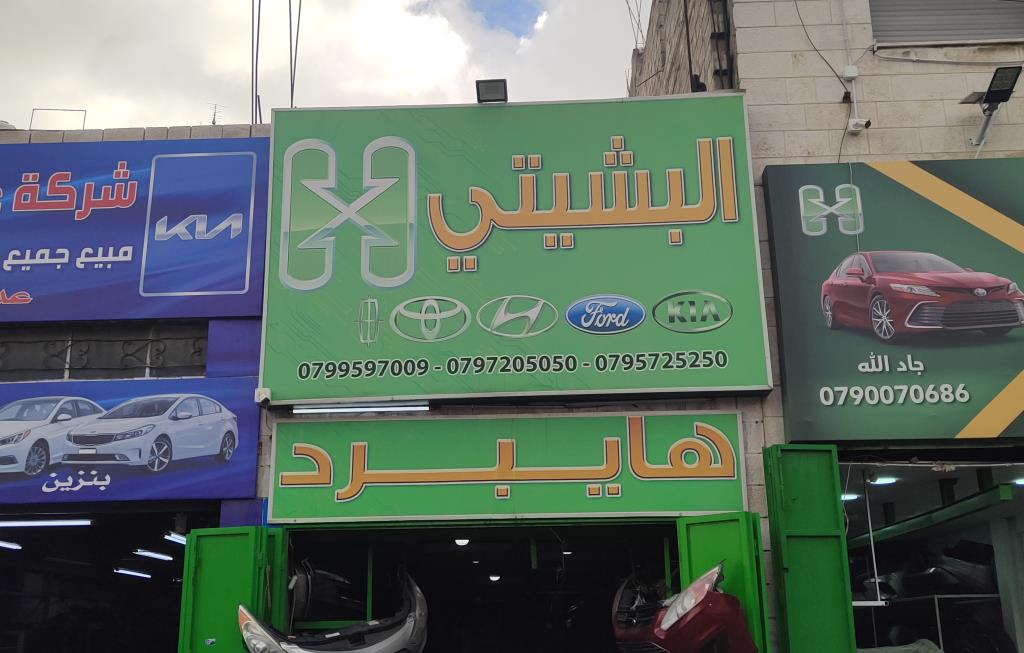 البشيتي
Ford
KIA
0799597009 - 0797205050 - 0795725250
هايبرد
شركة
KIA
مبيع جميع
بنزين
جاد الله
0790070686